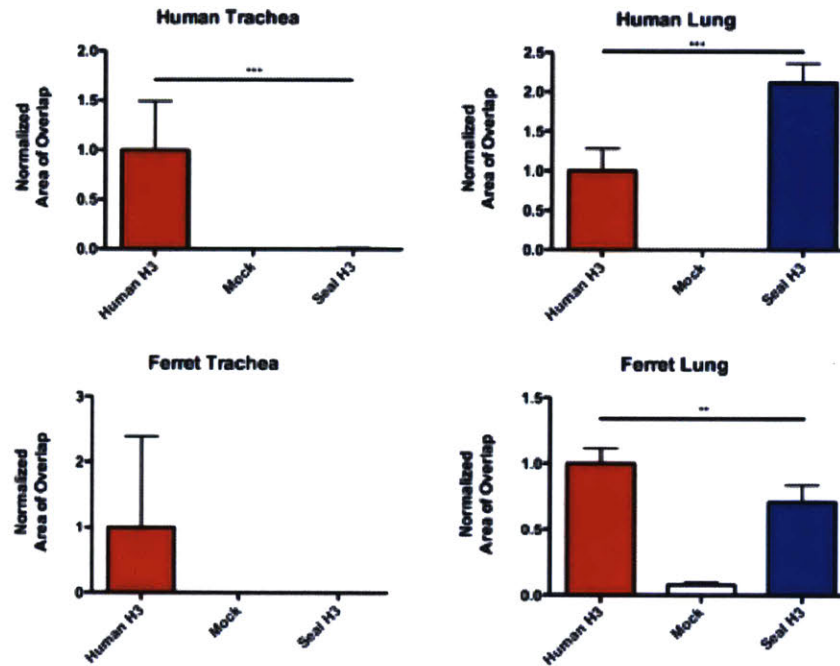 Human Trachea
Normalized
Area of Overlap
2.0
1.5
1.0
0.5
0.0
***
Human H3
Mock
Seal H3
Human Lung
Normalized
Area of Overlap
2.5
2.0
1.5
1.0
0.5
0.0
***
Human H3
Mock
Seal H3
Ferret Trachea
Normalized
Area of Overlap
3
2
1
0
Human H3
Mock
Seal H3
Ferret Lung
Normalized
Area of Overlap
1.5
1.0
0.5
0.0
**
Human H3
Mock
Seal H3